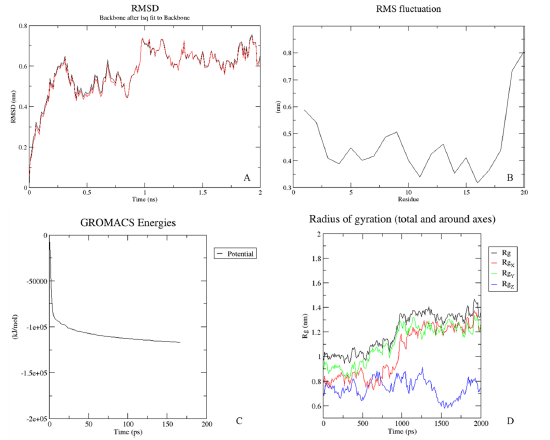 RMSD
Backbone after lsq fit to Backbone
0.8
0.6
0.4
0.2
0
RMSD (nm)
0
0.5
1
1.5
2
Time (ns)
A
RMS fluctuation
0.8
0.7
0.6
0.5
0.4
0.3
(nm)
0
5
10
15
20
Residue
B
GROMACS Energies
0
-50000
-1e+05
-1.5e+05
-2e+05
(kJ/mol)
Potential
0
50
100
150
200
Time (ps)
C
Radius of gyration (total and around axes)
2
1.8
1.6
1.4
1.2
1
0.8
0.6
Rg (nm)
Rg
RgX
RgY
RgZ
0
500
1000
1500
2000
Time (ps)
D